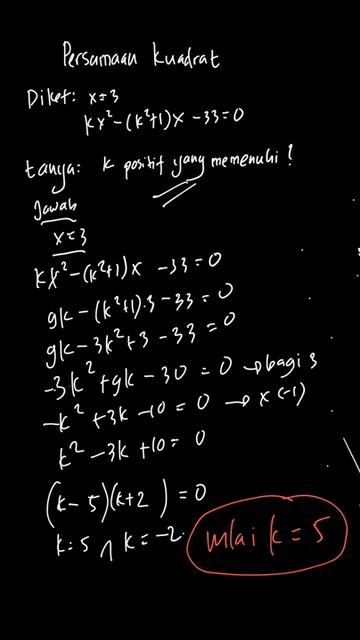 Persamaan Kuadrat
Diket: x=3
kx²-(k²+1)x -33=0
tanya: k positif yang memenuhi?
Jawab
x=3
kx²-(k²+1)x -33=0
9k-(k²+1)·3-33=0
9k-3k²+3-33=0
-3k²+9k-30=0 →bagi 3
-k²+3k-10=0 → x(-1)
k²-3k+10=0
(k-5)(k+2)=0
k=5 ∧ k=-2.
nilai k=5